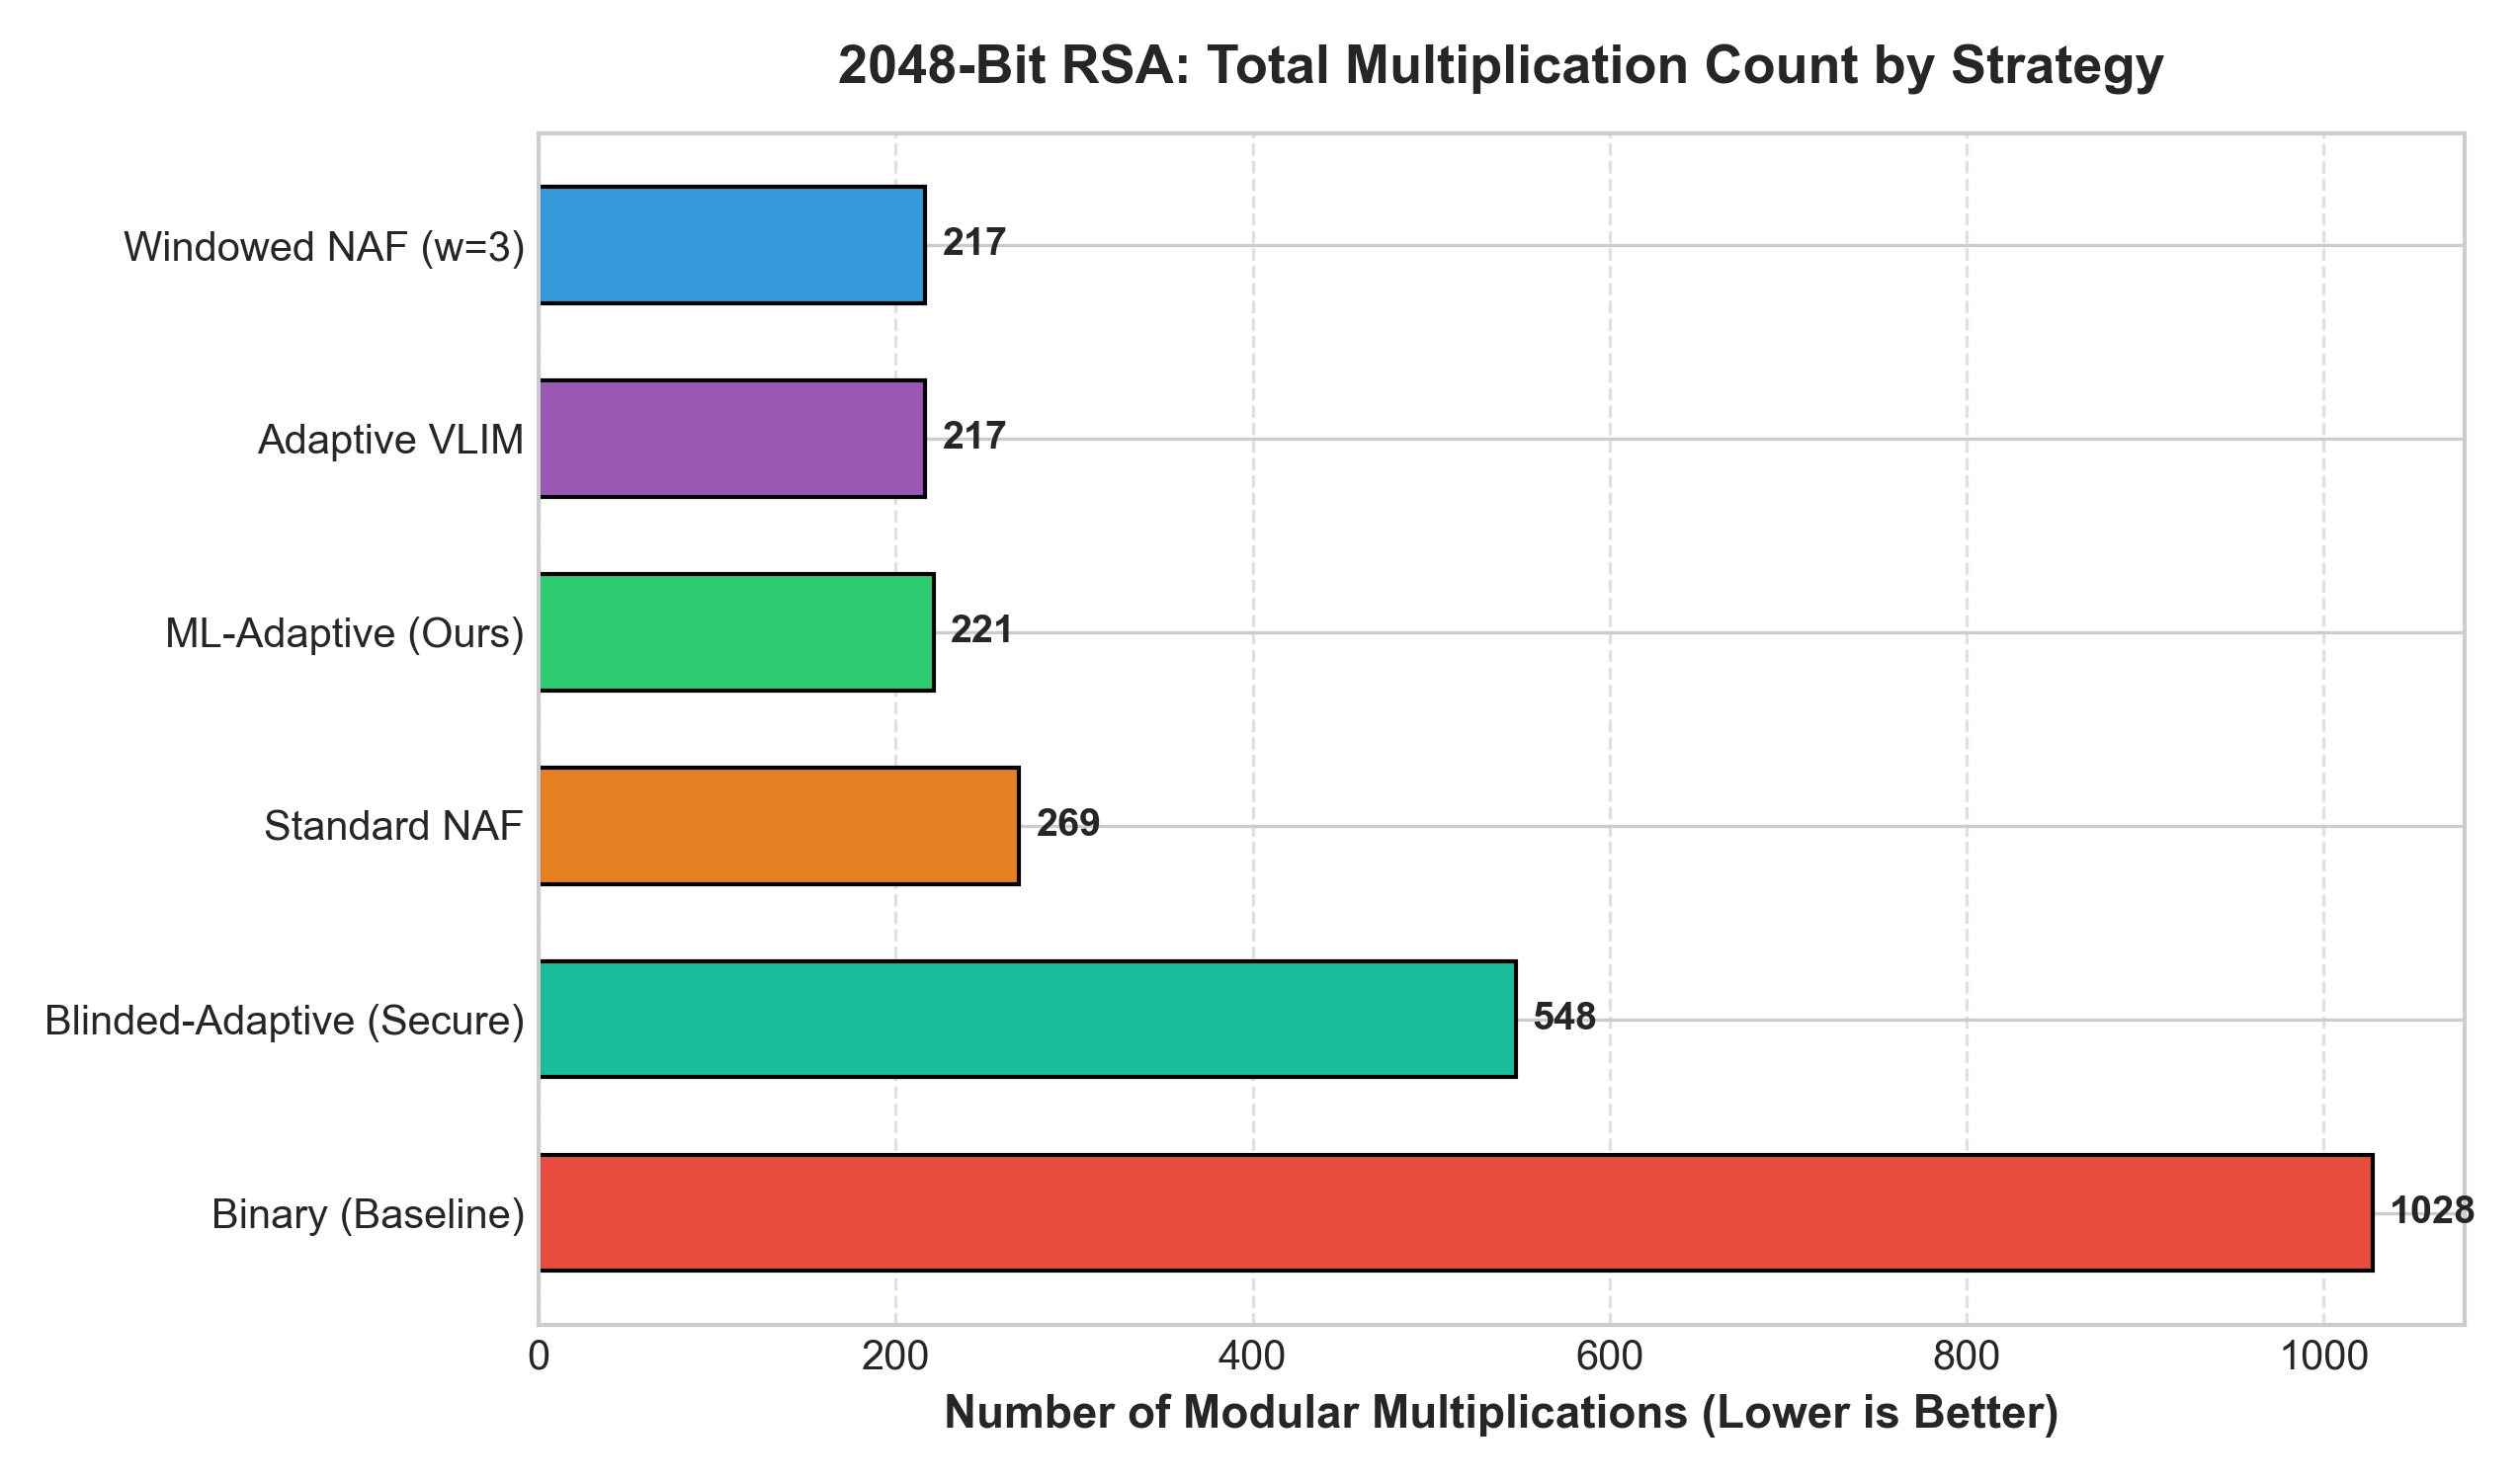 2048-Bit RSA: Total Multiplication Count by Strategy
Windowed NAF (w=3)
217
Adaptive VLIM
217
ML-Adaptive (Ours)
221
Standard NAF
269
Blinded-Adaptive (Secure)
548
Binary (Baseline)
1028
0 200 400 600 800 1000
Number of Modular Multiplications (Lower is Better)